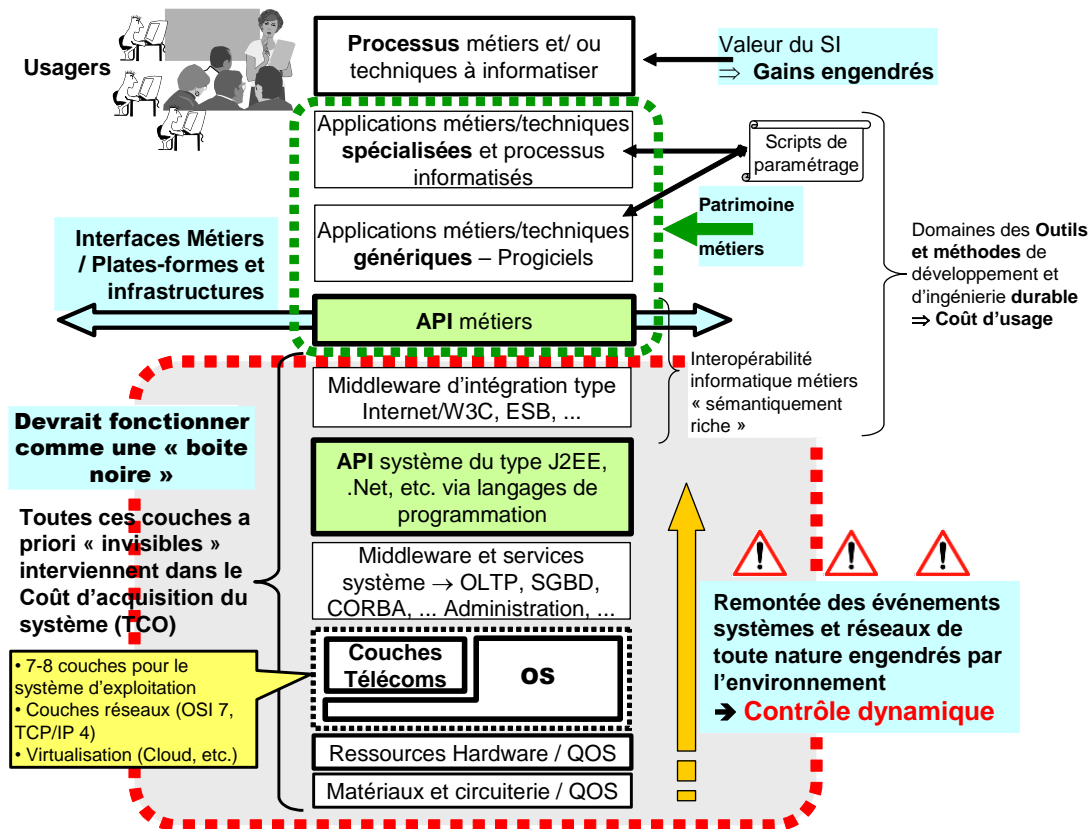 Usagers
Processus métiers et/ ou
techniques à informatiser
Valeur du SI
⇒ Gains engendrés
Applications métiers/techniques
spécialisées et processus
informatisés
Scripts de
paramétrage
Applications métiers/techniques
génériques – Progiciels
Patrimoine
métiers
Interfaces Métiers
/ Plates-formes et
infrastructures
Domaines des Outils
et méthodes de
développement et
d'ingénierie durable
⇒ Coût d'usage
API métiers
Interopérabilité
informatique métiers
« sémantiquement
riche »
Middleware d'intégration type
Internet/W3C, ESB, ...
Devrait fonctionner
comme une « boite
noire »
API système du type J2EE,
.Net, etc. via langages de
programmation
Toutes ces couches a
priori « invisibles »
interviennent dans le
Coût d'acquisition du
système (TCO)
Middleware et services
système → OLTP, SGBD,
CORBA, ... Administration, ...
! ! !
Remontée des événements
systèmes et réseaux de
toute nature engendrés par
l'environnement
➔ Contrôle dynamique
• 7-8 couches pour le
système d'exploitation
• Couches réseaux (OSI 7,
TCP/IP 4)
• Virtualisation (Cloud, etc.)
Couches
Télécoms
OS
Ressources Hardware / QOS
Matériaux et circuiterie / QOS